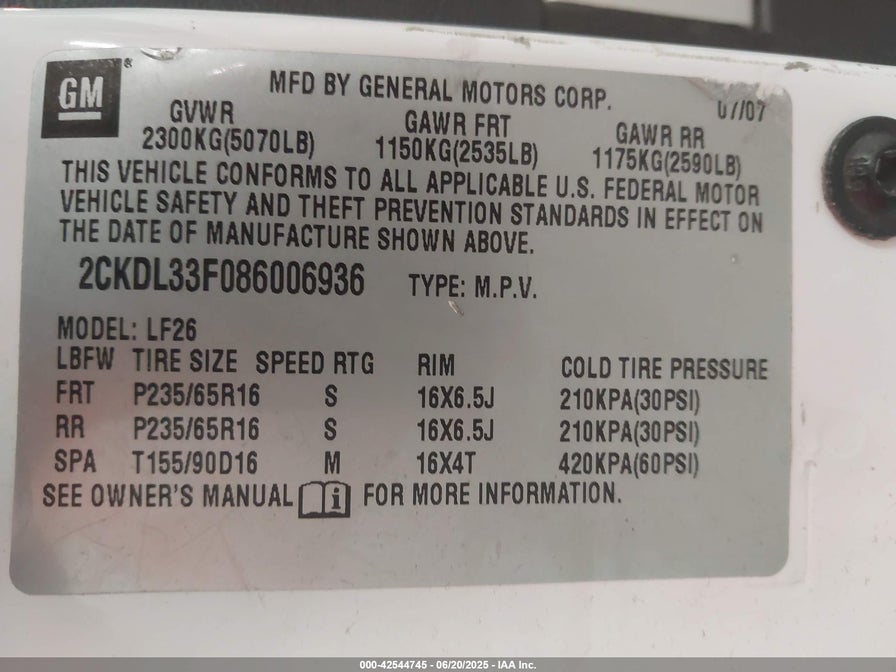 GM
MFD BY GENERAL MOTORS CORP.
07/07
GVWR GAWR FRT GAWR RR
2300KG(5070LB) 1150KG(2535LB) 1175KG(2590LB)
THIS VEHICLE CONFORMS TO ALL APPLICABLE U.S. FEDERAL MOTOR
VEHICLE SAFETY AND THEFT PREVENTION STANDARDS IN EFFECT ON
THE DATE OF MANUFACTURE SHOWN ABOVE.
2CKDL33F086006936 TYPE: M.P.V.
MODEL: LF26
LBFW TIRE SIZE SPEED RTG RIM COLD TIRE PRESSURE
FRT P235/65R16 S 16X6.5J 210KPA(30PSI)
RR P235/65R16 S 16X6.5J 210KPA(30PSI)
SPA T155/90D16 M 16X4T 420KPA(60PSI)
SEE OWNER'S MANUAL i FOR MORE INFORMATION.
000-42544745 - 06/20/2025 - IAA Inc.